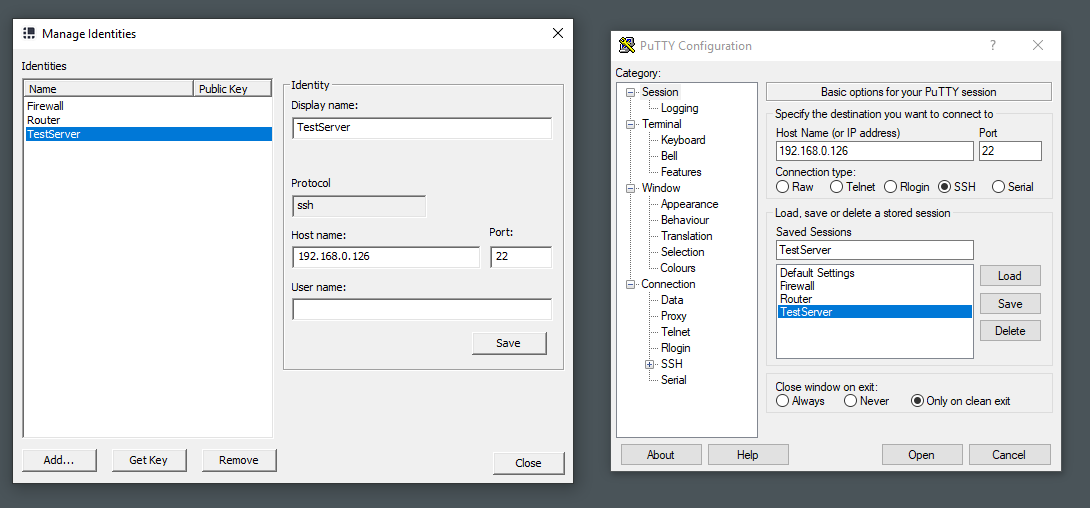 Manage Identities
Identities
Name Public Key
Firewall
Router
TestServer
Identity
Display name:
TestServer
Protocol
ssh
Host name: Port:
192.168.0.126 22
User name:
Save
Add... Get Key Remove
Close
PuTTY Configuration ?
Category:
Session
Logging
Terminal
Keyboard
Bell
Features
Window
Appearance
Behaviour
Translation
Selection
Colours
Connection
Data
Proxy
Telnet
Rlogin
SSH
Serial
Basic options for your PuTTY session
Specify the destination you want to connect to
Host Name (or IP address) Port
192.168.0.126 22
Connection type:
Raw Telnet Rlogin SSH Serial
Load, save or delete a stored session
Saved Sessions
TestServer
Default Settings
Firewall
Router
TestServer
Load
Save
Delete
Close window on exit:
Always Never Only on clean exit
About Help Open Cancel